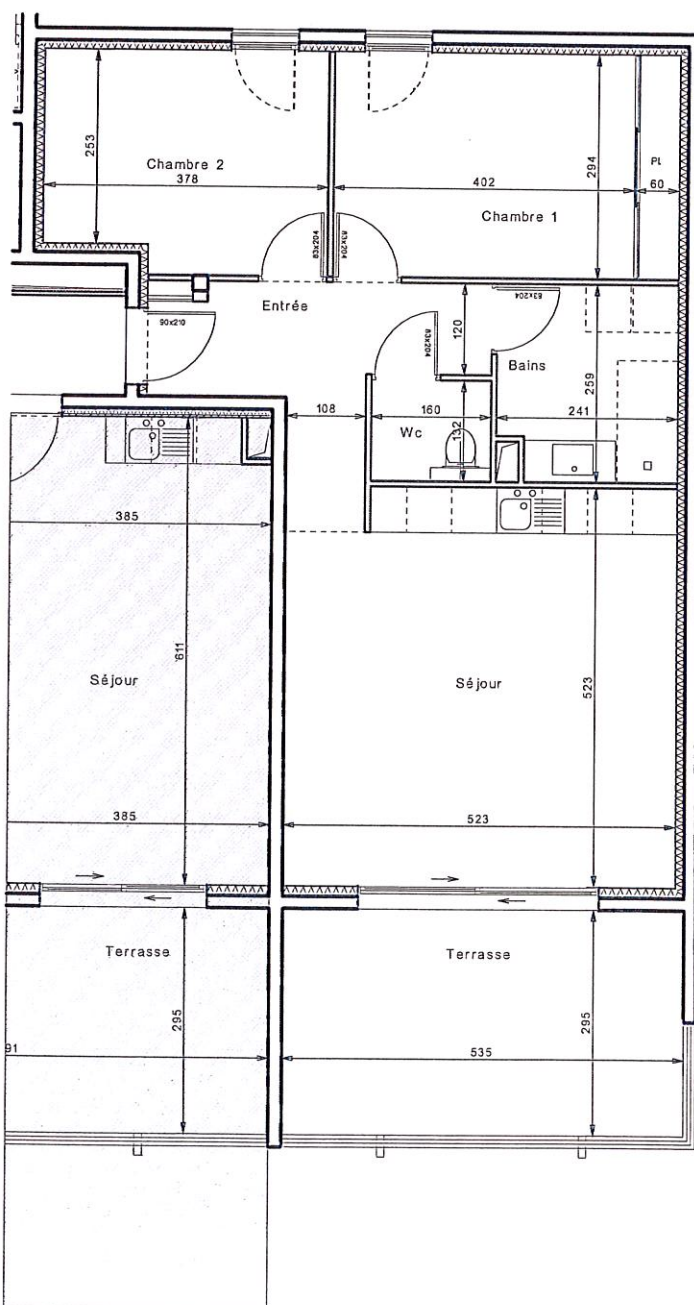 253
Chambre 2
378
294
Pl
402
60
Chambre 1
83x204
83x204
Entrée
90x210
120
83x204
83x204
Bains
259
108
160
241
Wc
132
385
611
Séjour
Séjour
523
385
523
Terrasse
Terrasse
295
295
91
535